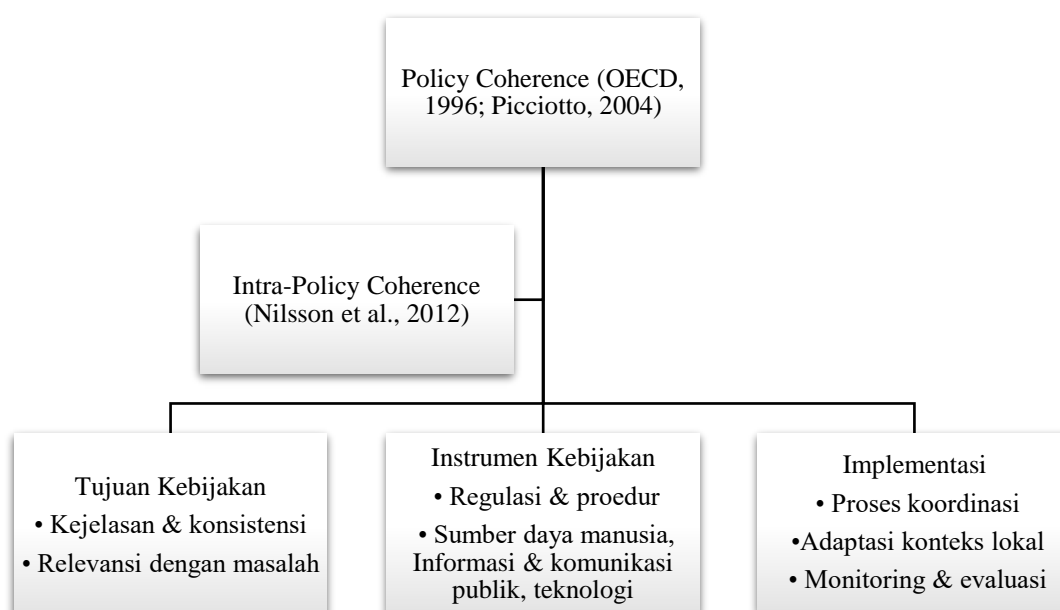 Policy Coherence (OECD,
1996; Picciotto, 2004)
Intra-Policy Coherence
(Nilsson et al., 2012)
Tujuan Kebijakan
• Kejelasan & konsistensi
• Relevansi dengan masalah
Instrumen Kebijakan
• Regulasi & proedur
• Sumber daya manusia,
Informasi & komunikasi
publik, teknologi
Implementasi
• Proses koordinasi
•Adaptasi konteks lokal
• Monitoring & evaluasi